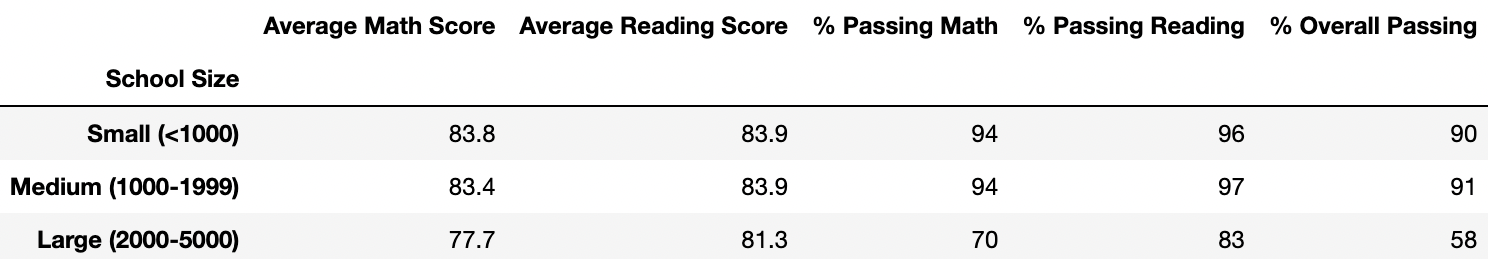 Average Math Score Average Reading Score % Passing Math % Passing Reading % Overall Passing
School Size
Small (<1000) 83.8 83.9 94 96 90
Medium (1000-1999) 83.4 83.9 94 97 91
Large (2000-5000) 77.7 81.3 70 83 58